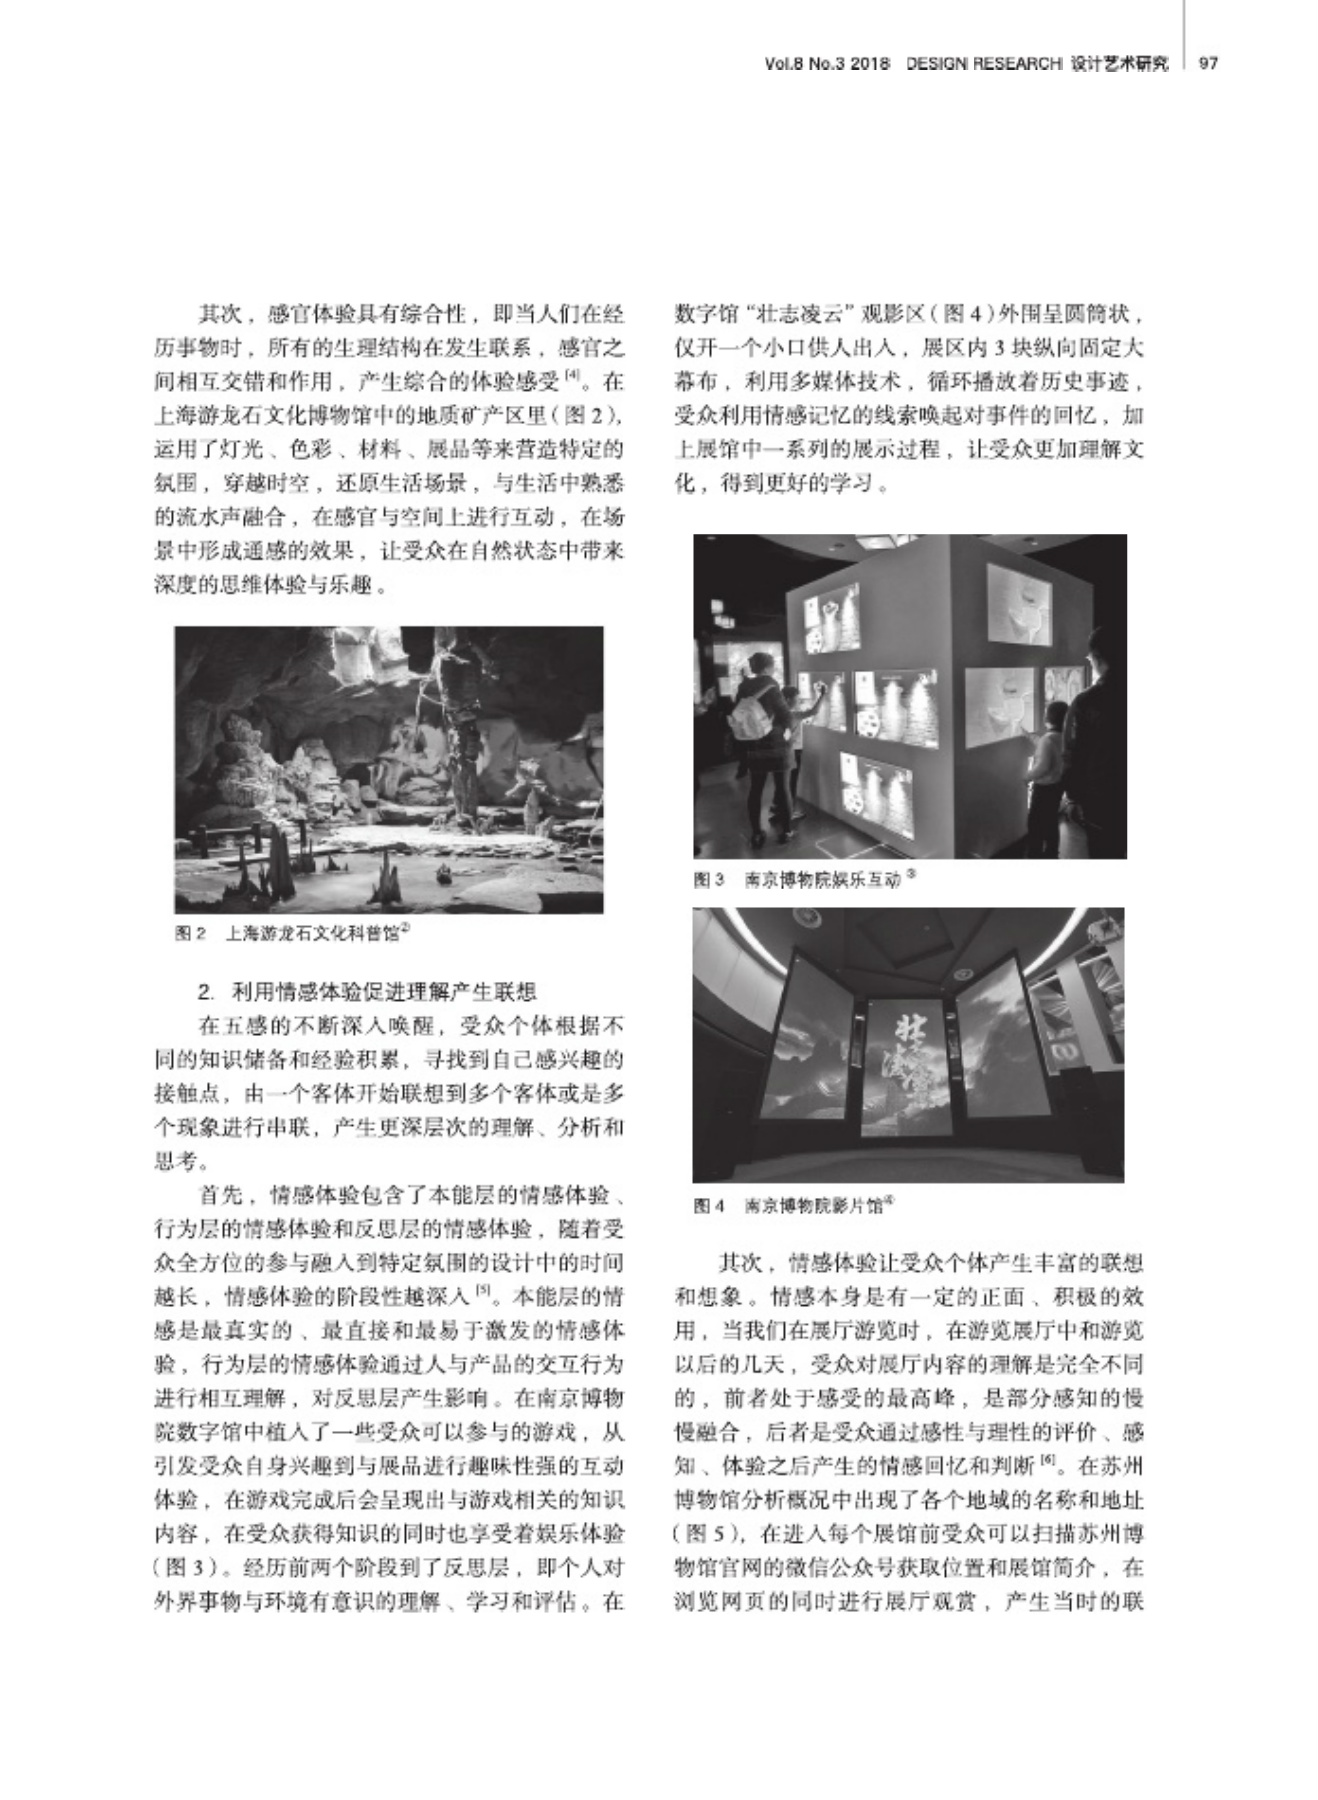 Vol.8 No.3 2018 DESIGN RESEARCH 设计艺术研究 97
其次，感官体验具有综合性，即当人们在经
历事物时，所有的生理结构在发生联系，感官之
间相互交错和作用，产生综合的体验感受[4]。在
上海游龙石文化博物馆中的地质矿产区里（图2），
运用了灯光、色彩、材料、展品等来营造特定的
氛围，穿越时空，还原生活场景，与生活中熟悉
的流水声融合，在感官与空间上进行互动，在场
景中形成通感的效果，让受众在自然状态中带来
深度的思维体验与乐趣。
图2 上海游龙石文化科普馆②
2. 利用情感体验促进理解产生联想
在五感的不断深入唤醒，受众个体根据不
同的知识储备和经验积累，寻找到自己感兴趣的
接触点，由一个客体开始联想到多个客体或是多
个现象进行串联，产生更深层次的理解、分析和
思考。
首先，情感体验包含了本能层的情感体验、
行为层的情感体验和反思层的情感体验，随着受
众全方位的参与融入到特定氛围的设计中的时间
越长，情感体验的阶段性越深入[5]。本能层的情
感是最真实的、最直接和最易于激发的情感体
验，行为层的情感体验通过人与产品的交互行为
进行相互理解，对反思层产生影响。在南京博物
院数字馆中植入了一些受众可以参与的游戏，从
引发受众自身兴趣到与展品进行趣味性强的互动
体验，在游戏完成后会呈现出与游戏相关的知识
内容，在受众获得知识的同时也享受着娱乐体验
（图3）。经历前两个阶段到了反思层，即个人对
外界事物与环境有意识的理解、学习和评估。在
数字馆“壮志凌云”观影区（图4）外围呈圆筒状，
仅开一个小口供人出入，展区内3块纵向固定大
幕布，利用多媒体技术，循环播放着历史事迹，
受众利用情感记忆的线索唤起对事件的回忆，加
上展馆中一系列的展示过程，让受众更加理解文
化，得到更好的学习。
图3 南京博物院娱乐互动③
壮志凌云
图4 南京博物院影片馆④
其次，情感体验让受众个体产生丰富的联想
和想象。情感本身是有一定的正面、积极的效
用，当我们在展厅游览时，在游览展厅中和游览
以后的几天，受众对展厅内容的理解是完全不同
的，前者处于感受的最高峰，是部分感知的慢
慢融合，后者是受众通过感性与理性的评价、感
知、体验之后产生的情感回忆和判断[6]。在苏州
博物馆分析概况中出现了各个地域的名称和地址
（图5），在进入每个展馆前受众可以扫描苏州博
物馆官网的微信公众号获取位置和展馆简介，在
浏览网页的同时进行展厅观赏，产生当时的联